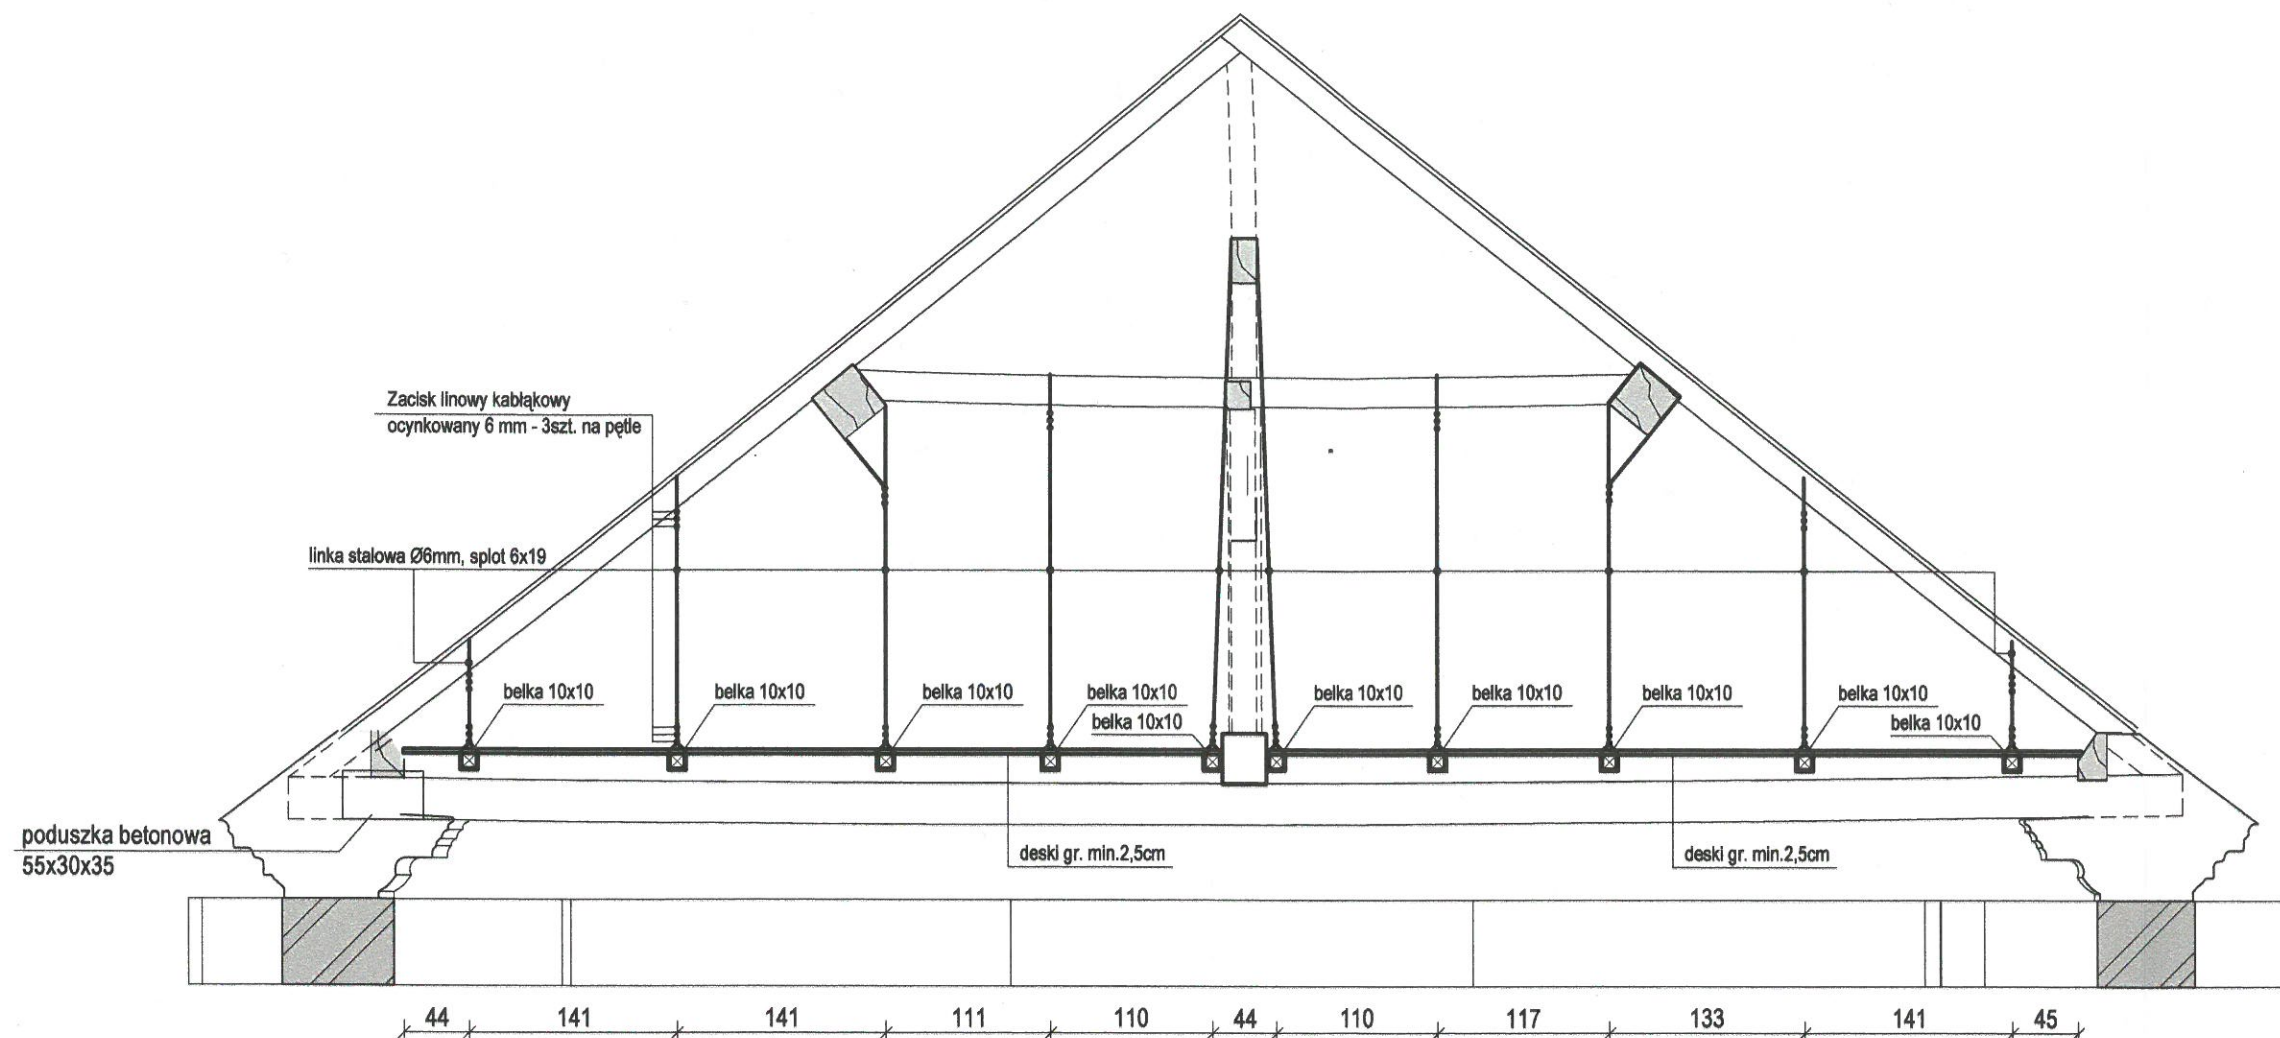 Zacisk linowy kabłąkowy
ocynkowany 6 mm - 3szt. na pętle
linka stalowa Ø6mm, splot 6x19
belka 10x10
belka 10x10
belka 10x10
belka 10x10
belka 10x10
belka 10x10
belka 10x10
belka 10x10
belka 10x10
belka 10x10
poduszka betonowa
55x30x35
deski gr. min.2,5cm
deski gr. min.2,5cm
44 141 141 111 110 44 110 117 133 141 45